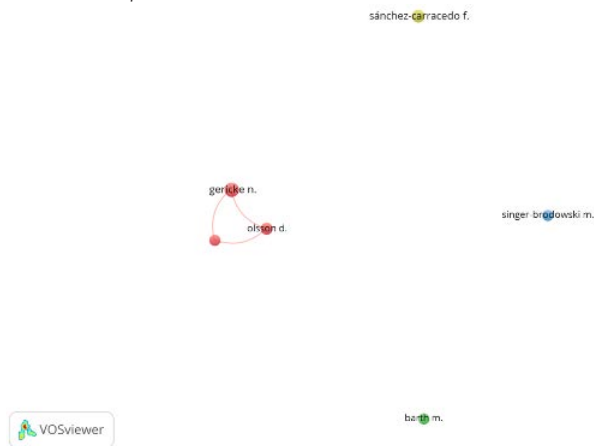 sánchez-carracedo f.
gericke n.
singer-brodowski m.
olsson d.
barth m.
VOSviewer